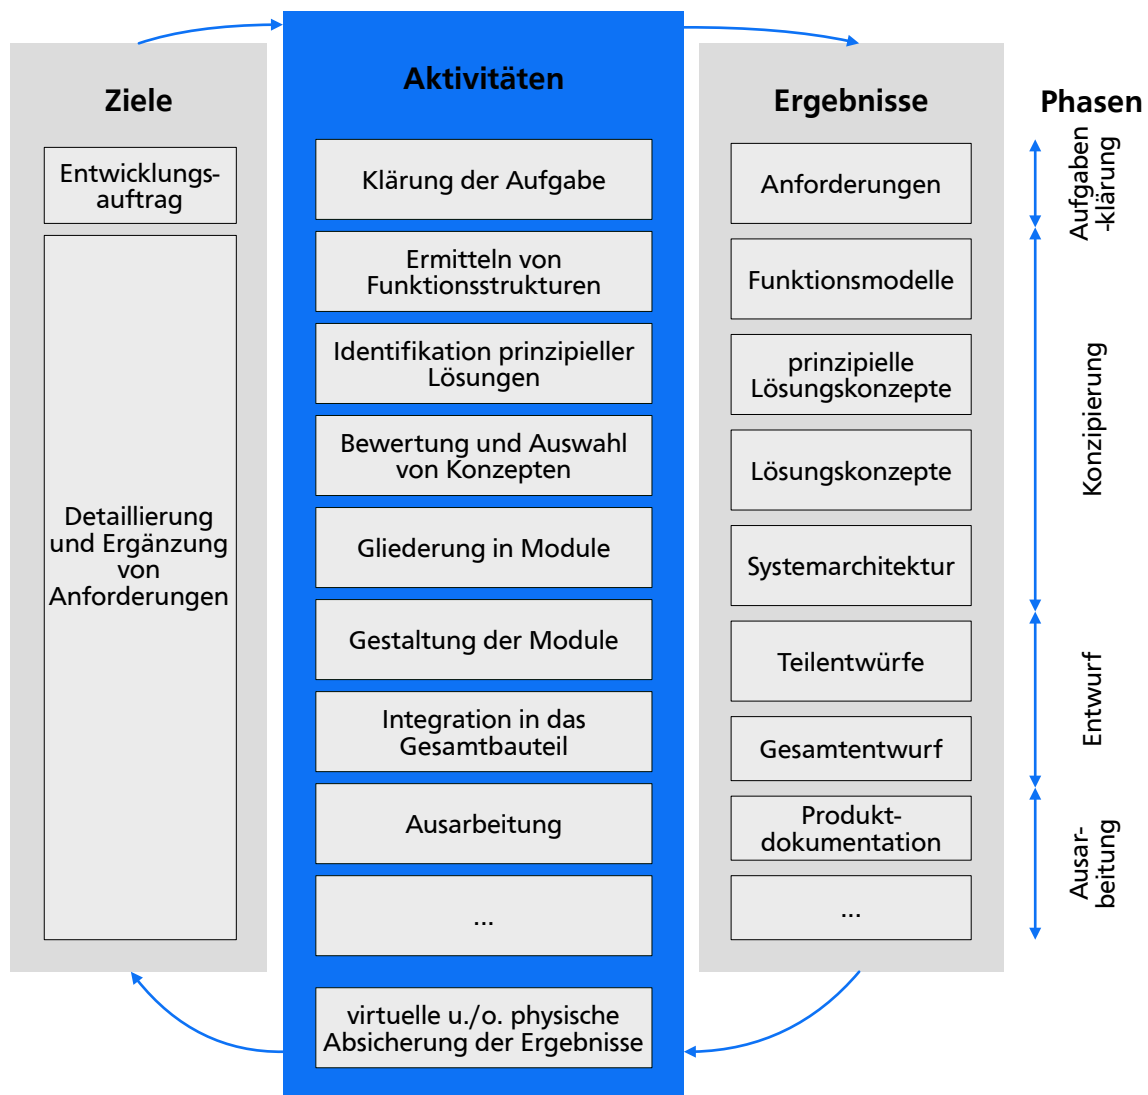 Ziele
Entwicklungs-
auftrag
Detaillierung
und Ergänzung
von
Anforderungen
Aktivitäten
Klärung der Aufgabe
Ermitteln von
Funktionsstrukturen
Identifikation prinzipieller
Lösungen
Bewertung und Auswahl
von Konzepten
Gliederung in Module
Gestaltung der Module
Integration in das
Gesamtbauteil
Ausarbeitung
...
virtuelle u./o. physische
Absicherung der Ergebnisse
Ergebnisse
Anforderungen
Funktionsmodelle
prinzipielle
Lösungskonzepte
Lösungskonzepte
Systemarchitektur
Teilentwürfe
Gesamtentwurf
Produkt-
dokumentation
...
Phasen
Aufgaben
-klärung
Konzipierung
Entwurf
Ausar-
beitung